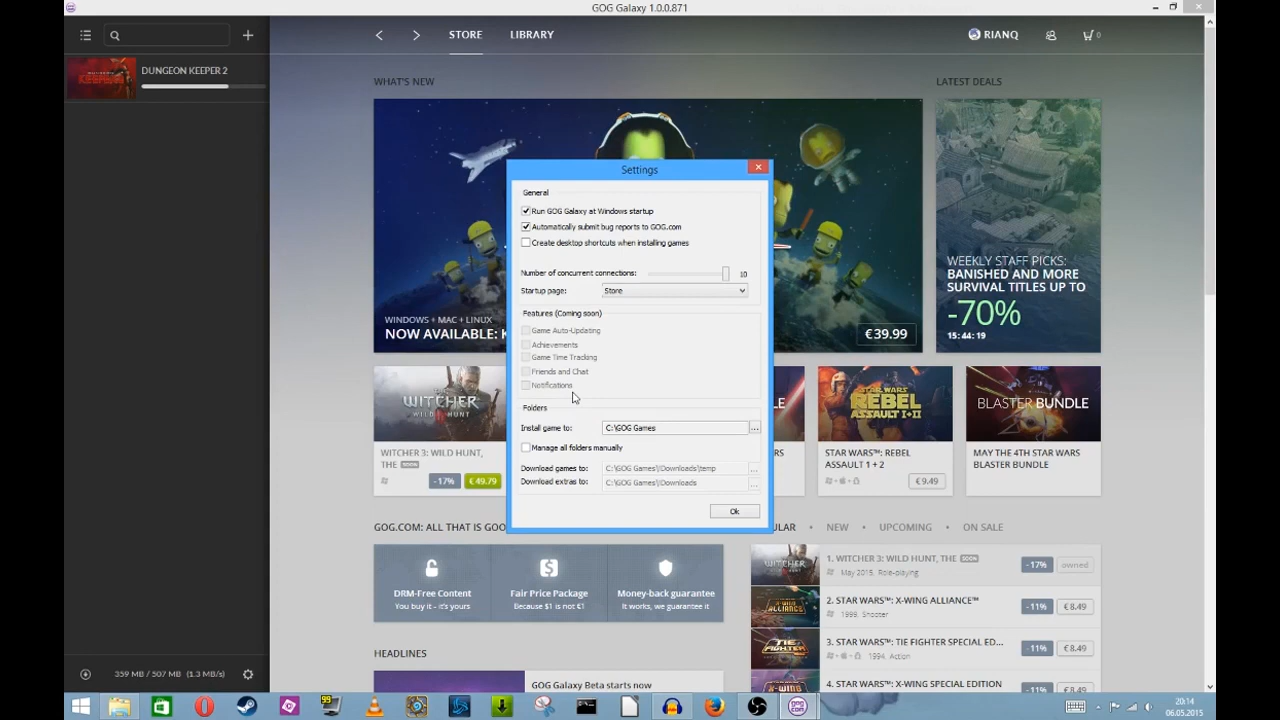 GOG Galaxy 1.0.0.871
STORE
LIBRARY
RIANQ
0
DUNGEON KEEPER 2
WHAT'S NEW
LATEST DEALS
WINDOWS + MAC + LINUX
NOW AVAILABLE: K
€39.99
WEEKLY STAFF PICKS:
BANISHED AND MORE
SURVIVAL TITLES UP TO
-70%
15:44:19
Settings
General
Run GOG Galaxy at Windows startup
Automatically submit bug reports to GOG.com
Create desktop shortcuts when installing games
Number of concurrent connections:
10
Startup page:
Store
Features (Coming soon)
Game Auto-Updating
Achievements
Game Time Tracking
Friends and Chat
Notifications
Folders
Install game to:
C:\GOG Games
...
Manage all folders manually
Download games to:
C:\GOG Games\!Downloads\temp
...
Download extras to:
C:\GOG Games\!Downloads
...
Ok
THE WITCHER
WILD HUNT
WITCHER 3: WILD HUNT,
THE SOON
-17%
€ 49.79
STAR WARS
REBEL
ASSAULT I+II
STAR WARS™: REBEL
ASSAULT 1 + 2
€ 9.49
BLASTER BUNDLE
MAY THE 4TH STAR WARS
BLASTER BUNDLE
GOG.COM: ALL THAT IS GOO
DRM-Free Content
You buy it - it's yours
Fair Price Package
Because $1 is not €1
Money-back guarantee
It works, we guarantee it
ULAR
NEW
UPCOMING
ON SALE
1. WITCHER 3: WILD HUNT, THE SOON
May 2015, Role-playing
-17%
owned
2. STAR WARS™: X-WING ALLIANCE™
1999, Shooter
-11%
€ 8.49
3. STAR WARS™: TIE FIGHTER SPECIAL ED...
1994, Action
-11%
€ 8.49
4. STAR WARS™: X-WING SPECIAL EDITION
HEADLINES
GOG Galaxy Beta starts now
359 MB / 507 MB (1.3 MB/s)
99
20:14
06.05.2015